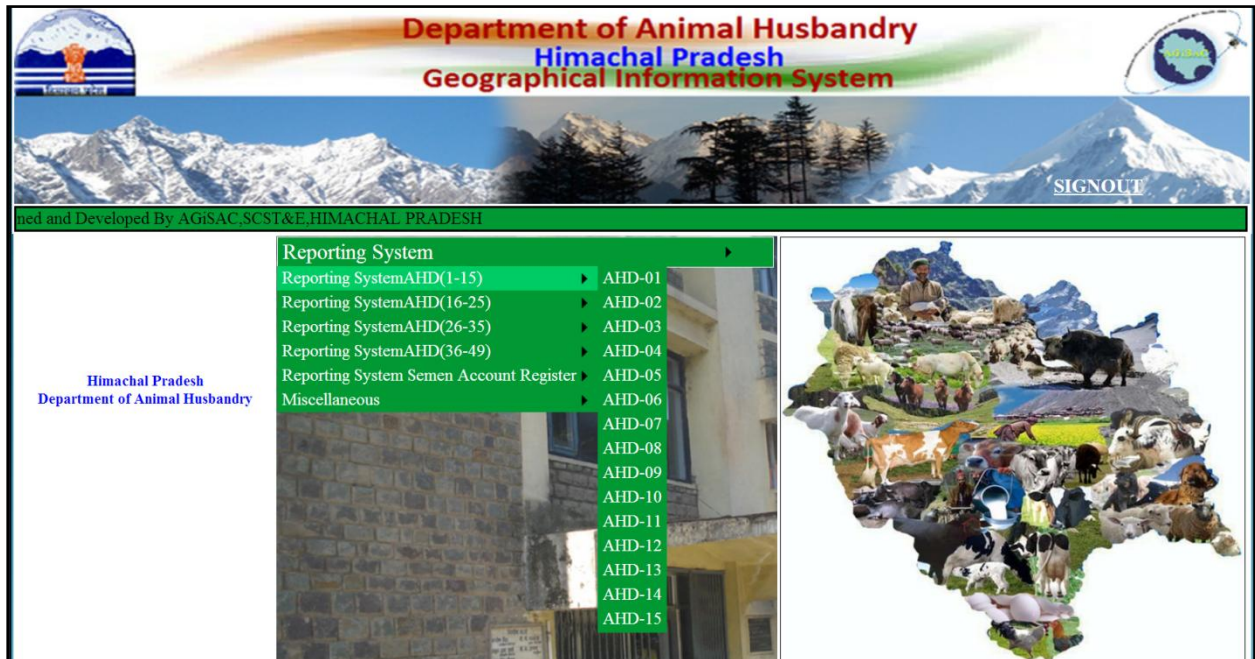 Department of Animal Husbandry
Himachal Pradesh
Geographical Information System
AGiSAC
SIGNOUT
ned and Developed By AGiSAC,SCST&E,HIMACHAL PRADESH
Himachal Pradesh
Department of Animal Husbandry
Reporting System
Reporting SystemAHD(1-15)
Reporting SystemAHD(16-25)
Reporting SystemAHD(26-35)
Reporting SystemAHD(36-49)
Reporting System Semen Account Register
Miscellaneous
AHD-01
AHD-02
AHD-03
AHD-04
AHD-05
AHD-06
AHD-07
AHD-08
AHD-09
AHD-10
AHD-11
AHD-12
AHD-13
AHD-14
AHD-15